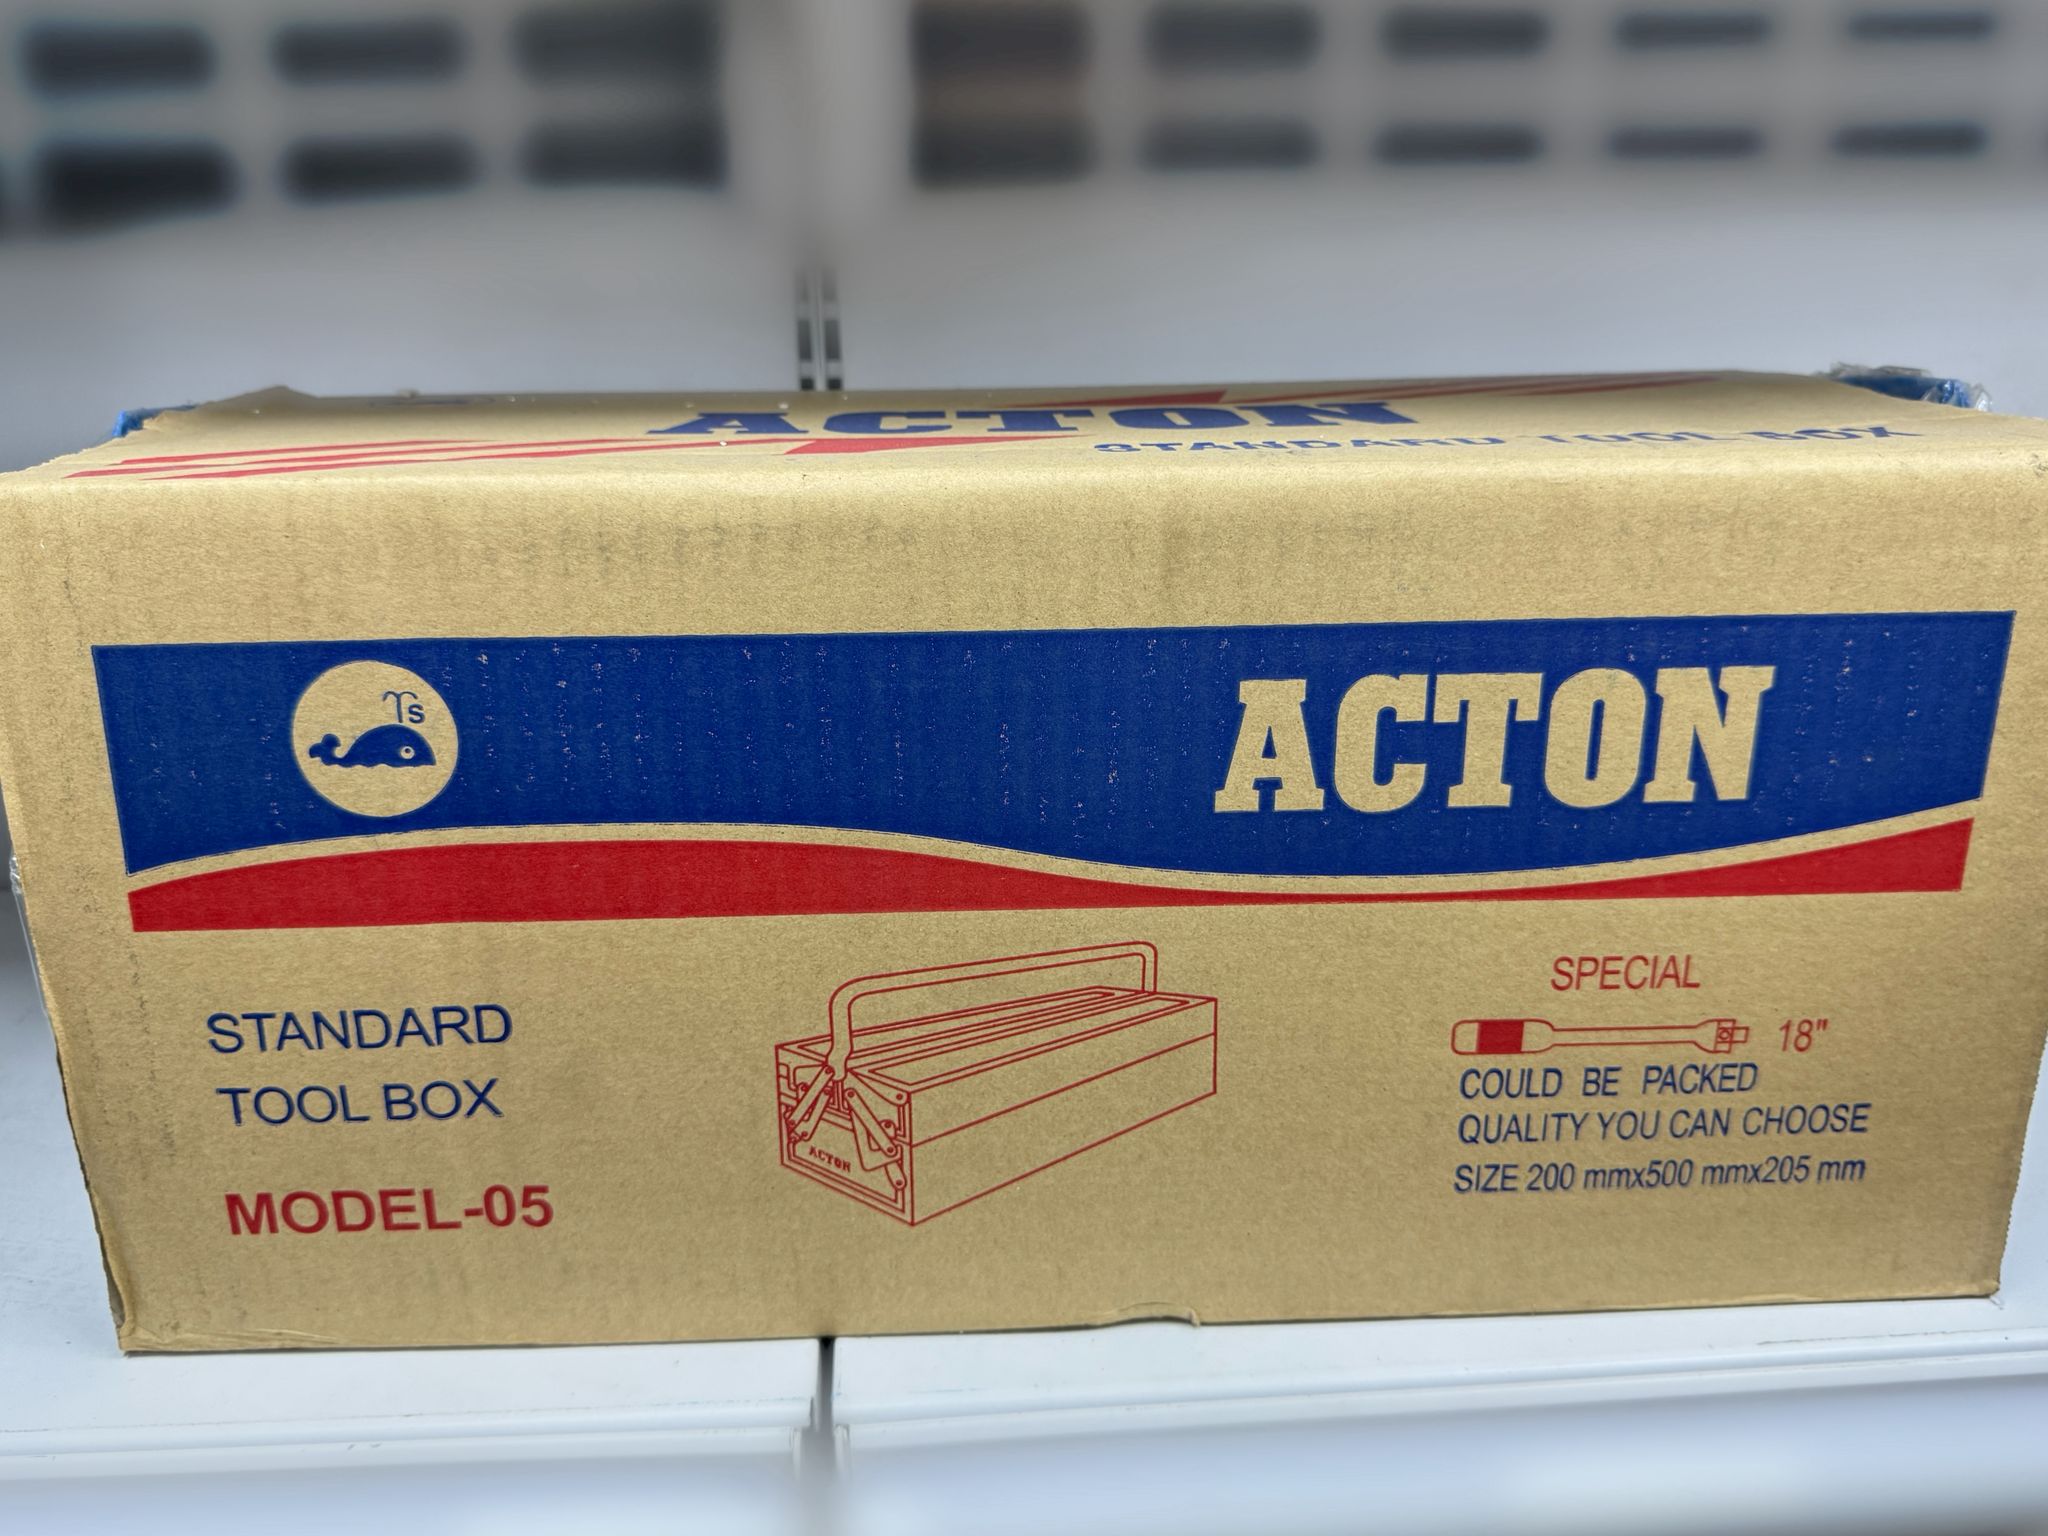 ACTON
STANDARD TOOL BOX
Ts
ACTON
STANDARD
TOOL BOX
MODEL-05
ACTON
SPECIAL
18"
COULD BE PACKED
QUALITY YOU CAN CHOOSE
SIZE 200 mmx500 mmx205 mm